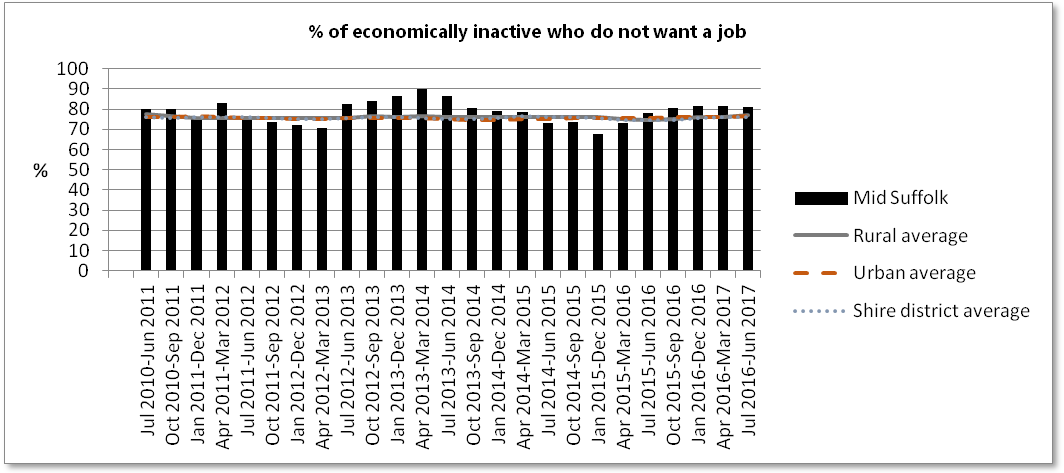 % of economically inactive who do not want a job
100
90
80
70
60
50
40
30
20
10
0
%
Jul 2010-Jun 2011
Oct 2010-Sep 2011
Jan 2011-Dec 2011
Apr 2011-Mar 2012
Jul 2011-Jun 2012
Oct 2011-Sep 2012
Jan 2012-Dec 2012
Apr 2012-Mar 2013
Jul 2012-Jun 2013
Oct 2012-Sep 2013
Jan 2013-Dec 2013
Apr 2013-Mar 2014
Jul 2013-Jun 2014
Oct 2013-Sep 2014
Jan 2014-Dec 2014
Apr 2014-Mar 2015
Jul 2014-Jun 2015
Oct 2014-Sep 2015
Jan 2015-Dec 2015
Apr 2015-Mar 2016
Jul 2015-Jun 2016
Oct 2015-Sep 2016
Jan 2016-Dec 2016
Apr 2016-Mar 2017
Jul 2016-Jun 2017
Mid Suffolk
Rural average
Urban average
Shire district average